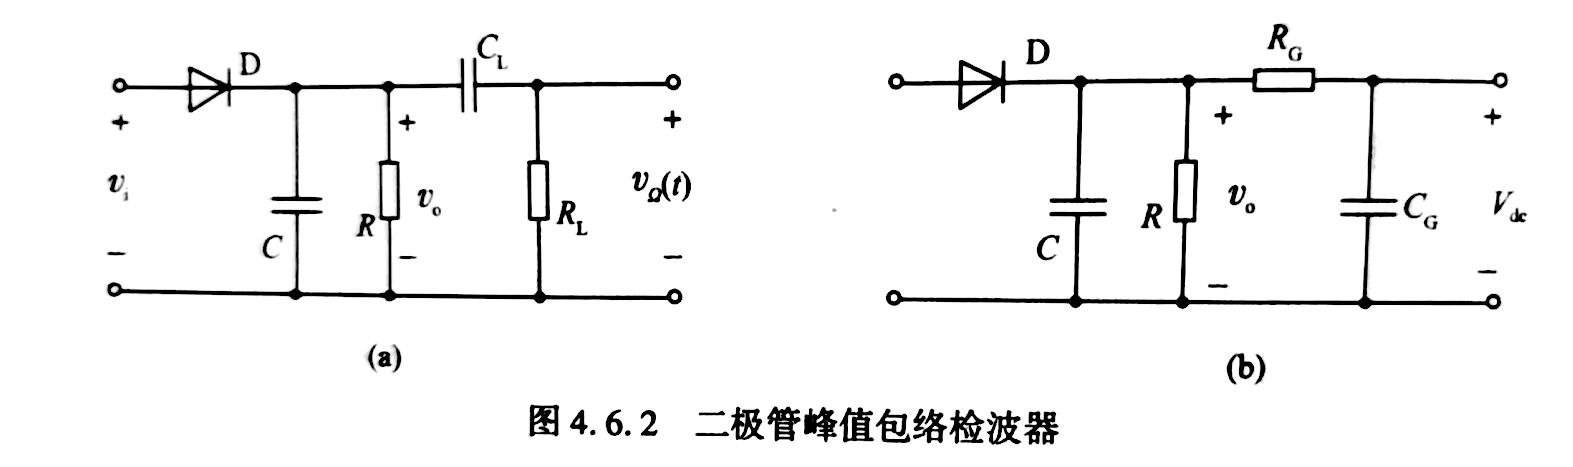 D
C_L
+
+
+
v_i
v_o
v_Ω(t)
R
R_L
C
−
−
−
(a)
D
R_G
+
+
R
v_o
C
C_G
V_dc
−
−
(b)
图 4.6.2 二极管峰值包络检波器